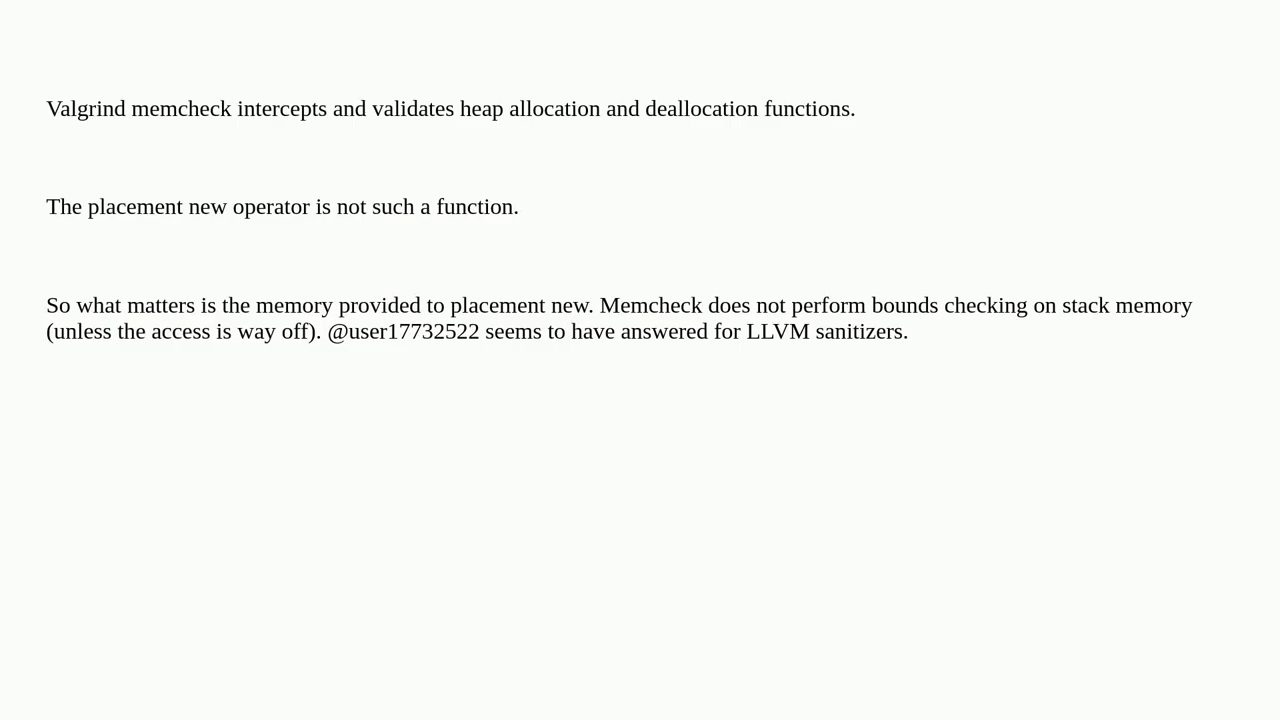 Valgrind memcheck intercepts and validates heap allocation and deallocation functions.
The placement new operator is not such a function.
So what matters is the memory provided to placement new. Memcheck does not perform bounds checking on stack memory
(unless the access is way off). @user17732522 seems to have answered for LLVM sanitizers.